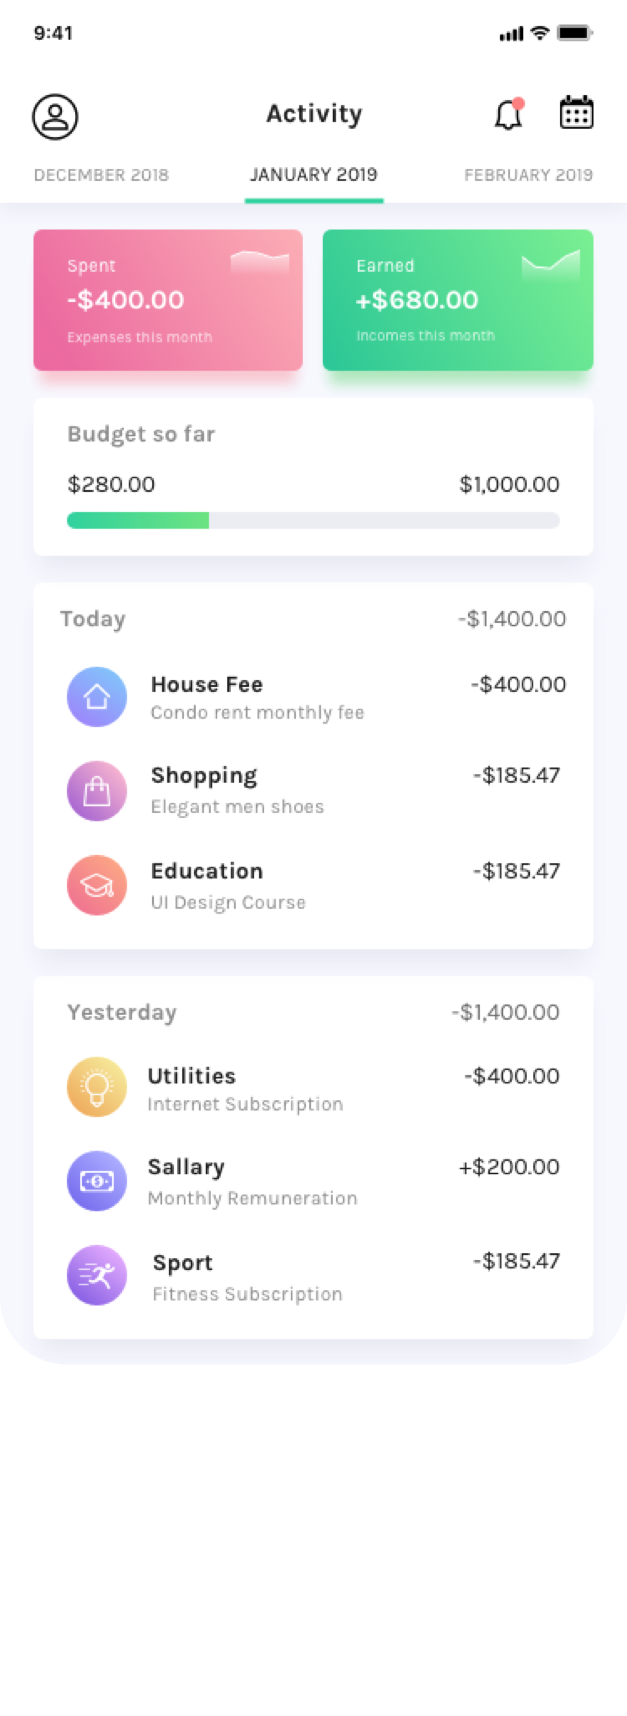 9:41
Activity
DECEMBER 2018 JANUARY 2019 FEBRUARY 2019
Spent
-$400.00
Expenses this month
Earned
+$680.00
Incomes this month
Budget so far
$280.00 $1,000.00
Today -$1,400.00
House Fee -$400.00
Condo rent monthly fee
Shopping -$185.47
Elegant men shoes
Education -$185.47
UI Design Course
Yesterday -$1,400.00
Utilities -$400.00
Internet Subscription
Sallary +$200.00
Monthly Remuneration
Sport -$185.47
Fitness Subscription